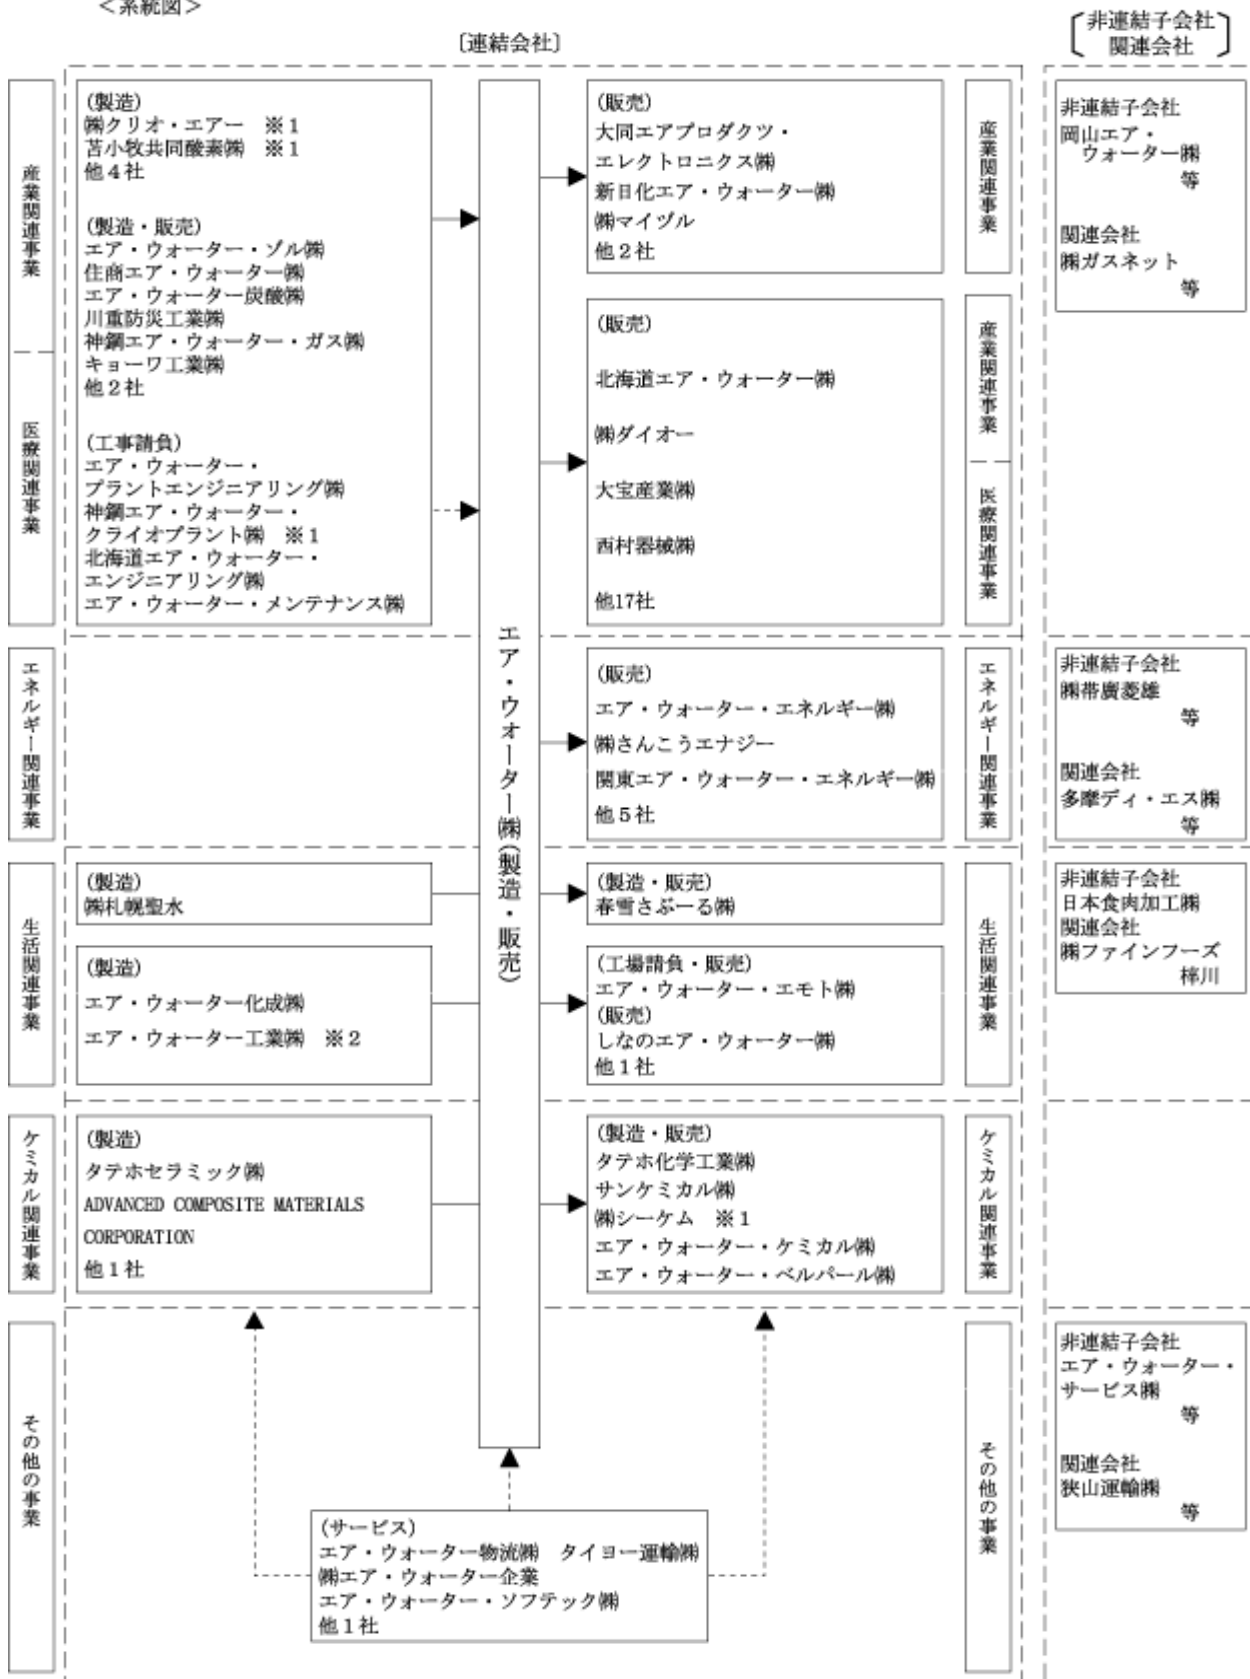 ＜系統図＞
〔連結会社〕
非連結子会社
関連会社
産業関連事業
医療関連事業
(製造)
㈱クリオ・エアー　※１
苫小牧共同酸素㈱　※１
他４社
(製造・販売)
エア・ウォーター・ゾル㈱
住商エア・ウォーター㈱
エア・ウォーター炭酸㈱
川重防災工業㈱
神鋼エア・ウォーター・ガス㈱
キョーワ工業㈱
他２社
(工事請負)
エア・ウォーター・
プラントエンジニアリング㈱
神鋼エア・ウォーター・
クライオプラント㈱　※１
北海道エア・ウォーター・
エンジニアリング㈱
エア・ウォーター・メンテナンス㈱
エア・ウォーター㈱(製造・販売)
(販売)
大同エアプロダクツ・
エレクトロニクス㈱
新日化エア・ウォーター㈱
㈱マイヅル
他２社
産業関連事業
(販売)
北海道エア・ウォーター㈱
㈱ダイオー
大宝産業㈱
西村器械㈱
他17社
産業関連事業
医療関連事業
非連結子会社
岡山エア・
ウォーター㈱
等
関連会社
㈱ガスネット
等
エネルギー関連事業
(販売)
エア・ウォーター・エネルギー㈱
㈱さんこうエナジー
関東エア・ウォーター・エネルギー㈱
他５社
エネルギー関連事業
非連結子会社
㈱帯廣菱雄
等
関連会社
多摩ディ・エス㈱
等
生活関連事業
(製造)
㈱札幌聖水
(製造・販売)
春雪さぶーる㈱
(製造)
エア・ウォーター化成㈱
エア・ウォーター工業㈱　※２
(工場請負・販売)
エア・ウォーター・エモト㈱
(販売)
しなのエア・ウォーター㈱
他１社
生活関連事業
非連結子会社
日本食肉加工㈱
関連会社
㈱ファインフーズ
梓川
ケミカル関連事業
(製造)
タテホセラミック㈱
ADVANCED COMPOSITE MATERIALS
CORPORATION
他１社
(製造・販売)
タテホ化学工業㈱
サンケミカル㈱
㈱シーケム　※１
エア・ウォーター・ケミカル㈱
エア・ウォーター・ベルパール㈱
ケミカル関連事業
その他の事業
(サービス)
エア・ウォーター物流㈱　タイヨー運輸㈱
㈱エア・ウォーター企業
エア・ウォーター・ソフテック㈱
他１社
その他の事業
非連結子会社
エア・ウォーター・
サービス㈱
等
関連会社
狭山運輸㈱
等